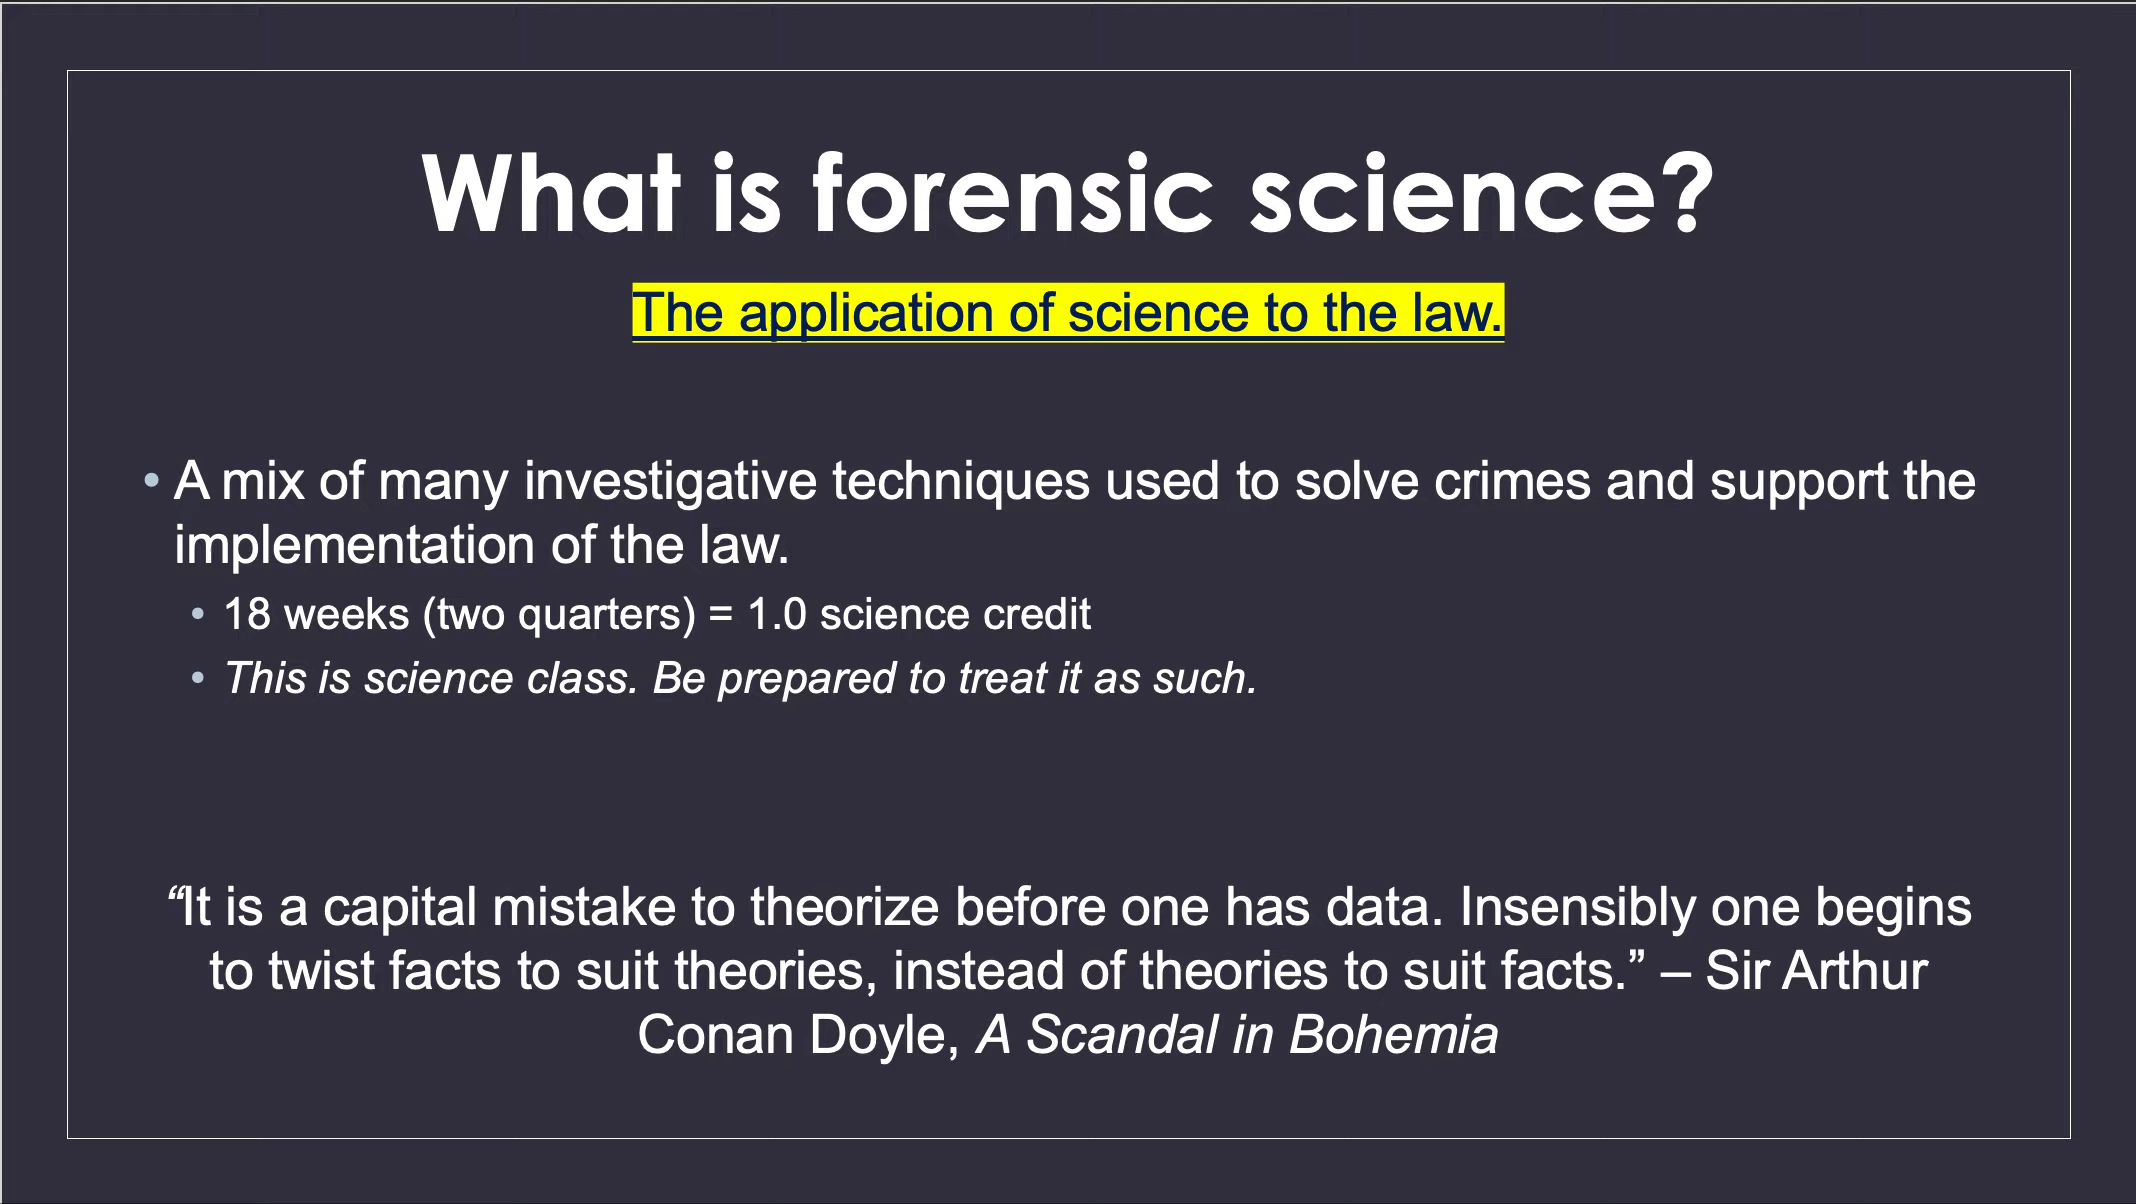 What is forensic science?
The application of science to the law.
• A mix of many investigative techniques used to solve crimes and support the
implementation of the law.
• 18 weeks (two quarters) = 1.0 science credit
• This is science class. Be prepared to treat it as such.
“It is a capital mistake to theorize before one has data. Insensibly one begins
to twist facts to suit theories, instead of theories to suit facts.” – Sir Arthur
Conan Doyle, A Scandal in Bohemia